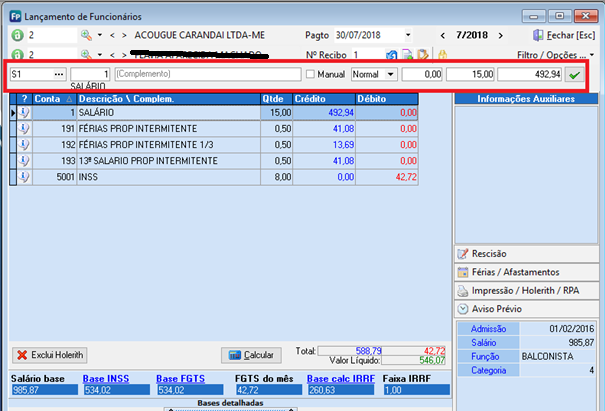 Fp Lançamento de Funcionários
a 2 < > ACOUGUE CARANDAI LTDA-ME Pagto 30/07/2018 < 7/2018 > Fechar [Esc]
a 2 < > Nº Recibo 1 Filtro / Opções ...
S1 ... 1 (Complemento) Manual Normal 0,00 15,00 492,94
SALÁRIO
? Conta Descrição \ Complem. Qtde Crédito Débito
1 SALÁRIO 15,00 492,94 0,00
191 FÉRIAS PROP INTERMITENTE 0,50 41,08 0,00
192 FÉRIAS PROP INTERMITENTE 1/3 0,50 13,69 0,00
193 13º SALARIO PROP INTERMITENTE 0,50 41,08 0,00
5001 INSS 8,00 0,00 42,72
Informações Auxiliares
Rescisão
Férias / Afastamentos
Impressão / Holerith / RPA
Aviso Prévio
Admissão 01/02/2016
Salário 985,87
Função BALCONISTA
Categoria 4
Exclui Holerith Calcular Total: 588,79 42,72
Valor Líquido: 546,07
Salário base Base INSS Base FGTS FGTS do mês Base calc IRRF Faixa IRRF
985,87 534,02 534,02 42,72 260,63 1,00
Bases detalhadas